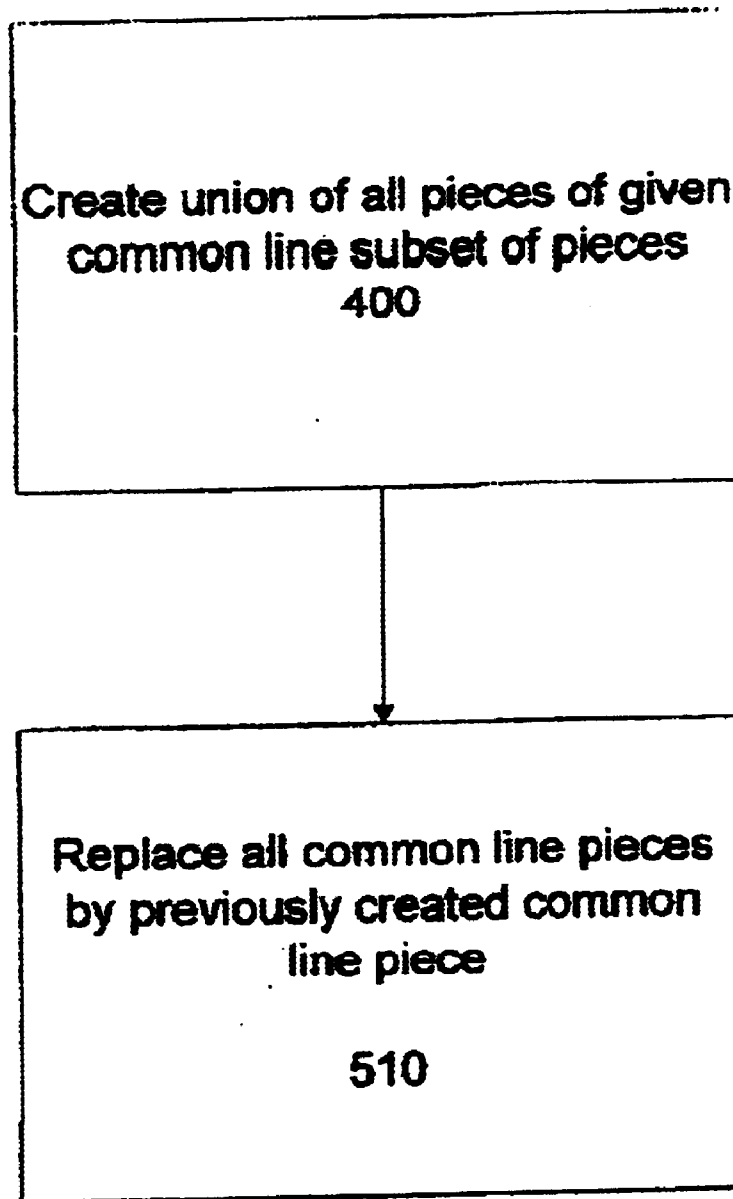 Create union of all pieces of given
common line subset of pieces
400
Replace all common line pieces
by previously created common
line piece
510